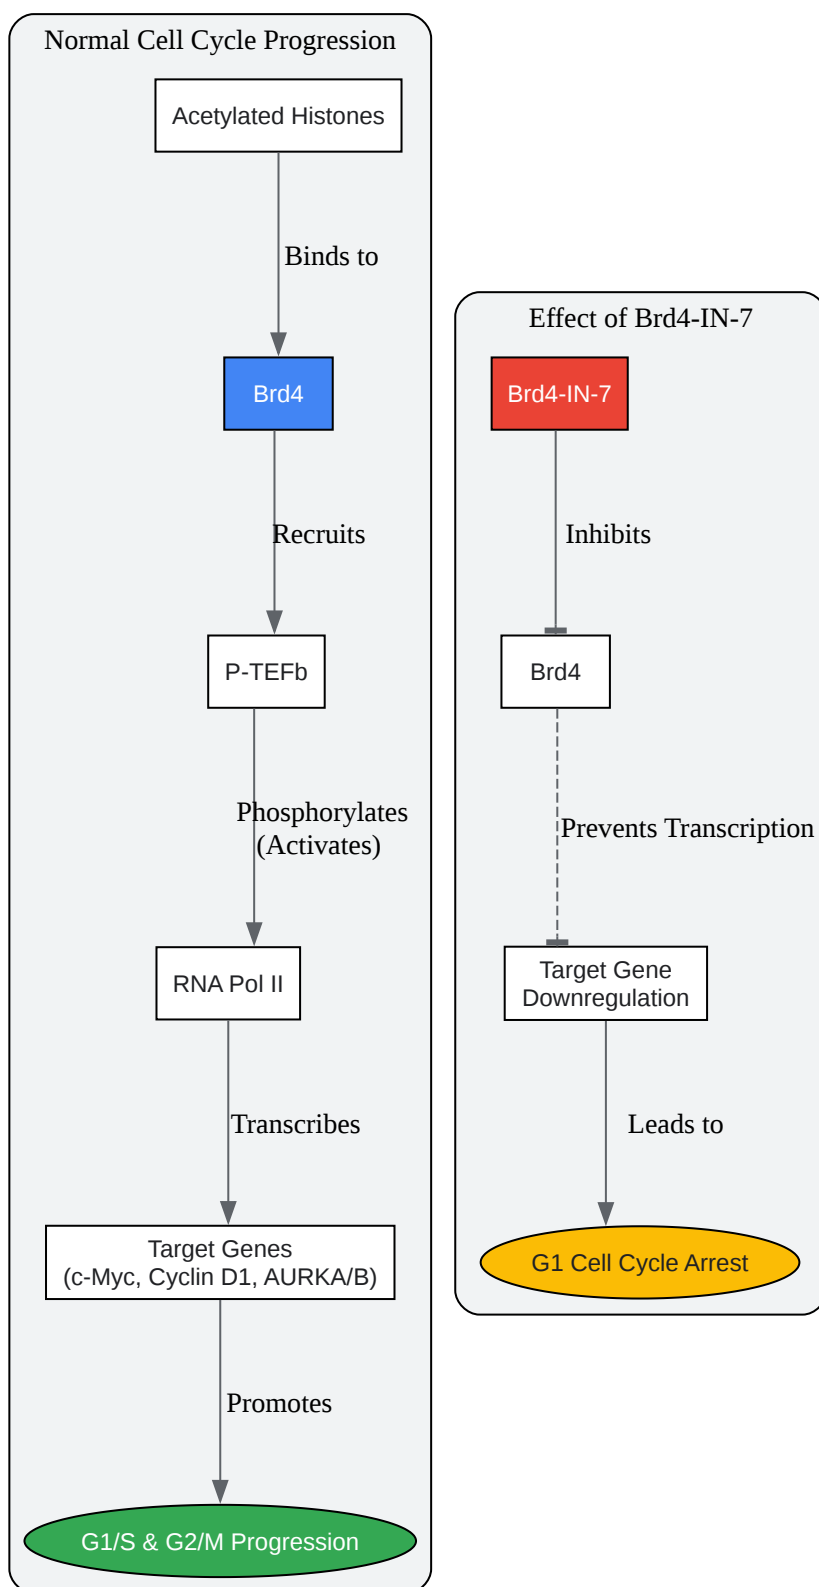 Normal Cell Cycle Progression
Acetylated Histones
Binds to
Brd4
Recruits
P-TEFb
Phosphorylates
(Activates)
RNA Pol II
Transcribes
Target Genes
(c-Myc, Cyclin D1, AURKA/B)
Promotes
G1/S & G2/M Progression
Effect of Brd4-IN-7
Brd4-IN-7
Inhibits
Brd4
Prevents Transcription
Target Gene
Downregulation
Leads to
G1 Cell Cycle Arrest